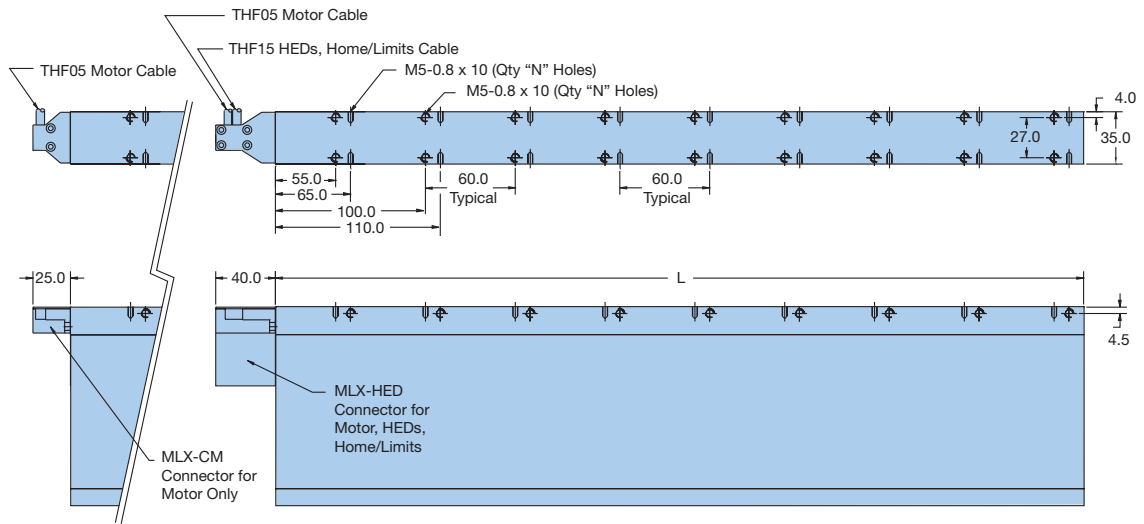 THF05 Motor Cable
THF15 HEDs, Home/Limits Cable
THF05 Motor Cable
M5-0.8 x 10 (Qty “N” Holes)
M5-0.8 x 10 (Qty “N” Holes)
4.0
27.0
35.0
55.0
65.0
60.0
Typical
60.0
Typical
100.0
110.0
25.0
40.0
L
4.5
MLX-HED
Connector for
Motor, HEDs,
Home/Limits
MLX-CM
Connector for
Motor Only